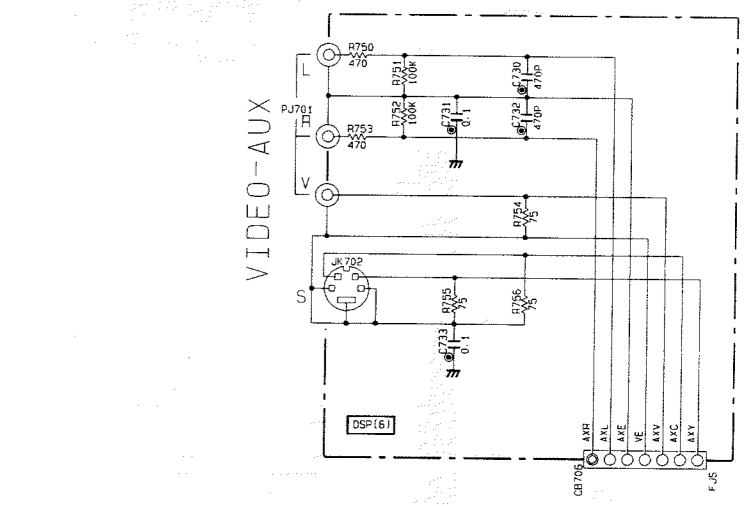 VIDEO-AUX
PJ701
L
R
V
S
R750
470
R751
100K
R752
100K
R753
470
C730
470P
C731
0.1
C732
470P
R754
75
JK702
R755
75
R756
75
C733
0.1
DSP(6)
AXR
AXL
AXE
VE
AXV
AXC
AXY
CB706
FJS